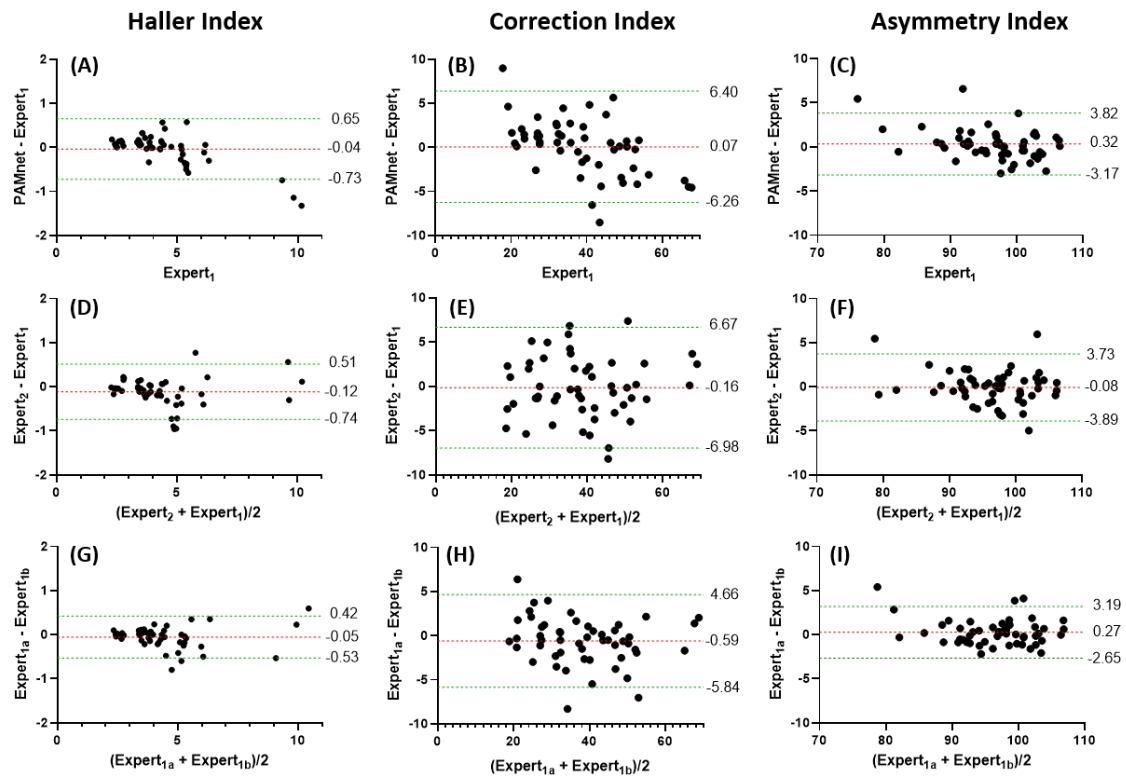 Haller Index Correction Index Asymmetry Index
(A) (B) (C)
PAMnet - Expert1 PAMnet - Expert1 PAMnet - Expert1
2 10 10
1 5 5
0 0 0
-1 -5 -5
-2 -10 -10
0.65 6.40 3.82
-0.04 0.07 0.32
-0.73 -6.26 -3.17
0 5 10 0 20 40 60 70 80 90 100 110
Expert1 Expert1 Expert1
(D) (E) (F)
Expert2 - Expert1 Expert2 - Expert1 Expert2 - Expert1
2 10 10
1 5 5
0 0 0
-1 -5 -5
-2 -10 -10
0.51 6.67 3.73
-0.12 -0.16 -0.08
-0.74 -6.98 -3.89
0 5 10 0 20 40 60 70 80 90 100 110
(Expert2 + Expert1)/2 (Expert2 + Expert1)/2 (Expert2 + Expert1)/2
(G) (H) (I)
Expert1a - Expert1b Expert1a - Expert1b Expert1a - Expert1b
2 10 10
1 5 5
0 0 0
-1 -5 -5
-2 -10 -10
0.42 4.66 3.19
-0.05 -0.59 0.27
-0.53 -5.84 -2.65
0 5 10 0 20 40 60 70 80 90 100 110
(Expert1a + Expert1b)/2 (Expert1a + Expert1b)/2 (Expert1a + Expert1b)/2